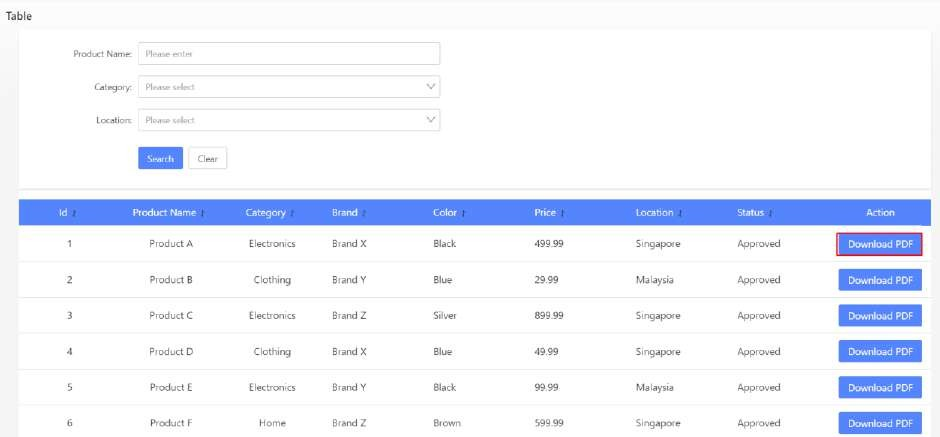 Table
Product Name: Please enter
Category: Please select
Location: Please select
Search Clear
Id Product Name Category Brand Color Price Location Status Action
1 Product A Electronics Brand X Black 499.99 Singapore Approved Download PDF
2 Product B Clothing Brand Y Blue 29.99 Malaysia Approved Download PDF
3 Product C Electronics Brand Z Silver 899.99 Singapore Approved Download PDF
4 Product D Clothing Brand X Blue 49.99 Singapore Approved Download PDF
5 Product E Electronics Brand Y Black 99.99 Malaysia Approved Download PDF
6 Product F Home Brand Z Brown 599.99 Singapore Approved Download PDF